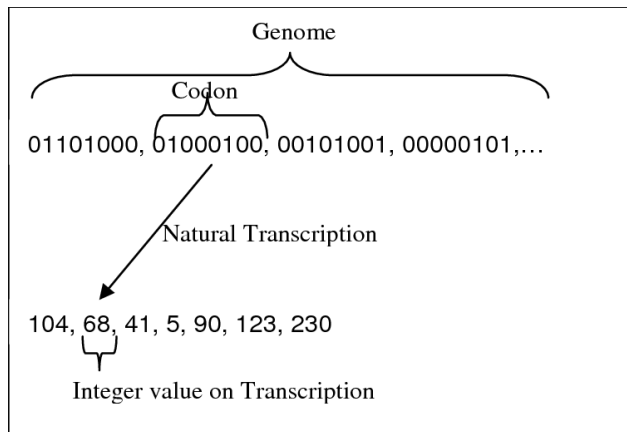 Genome
Codon
01101000, 01000100, 00101001, 00000101,...
Natural Transcription
104, 68, 41, 5, 90, 123, 230
Integer value on Transcription